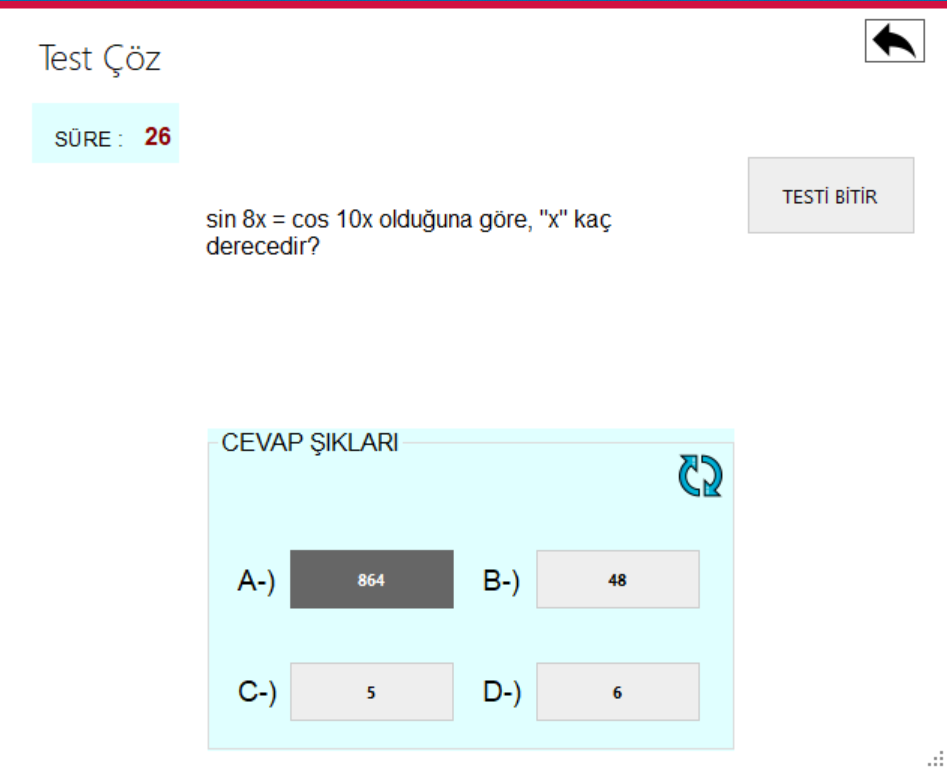 Test Çöz
SÜRE : 26
TESTİ BİTİR
sin 8x = cos 10x olduğuna göre, "x" kaç
derecedir?
CEVAP ŞIKLARI
A-) 864 B-) 48
C-) 5 D-) 6